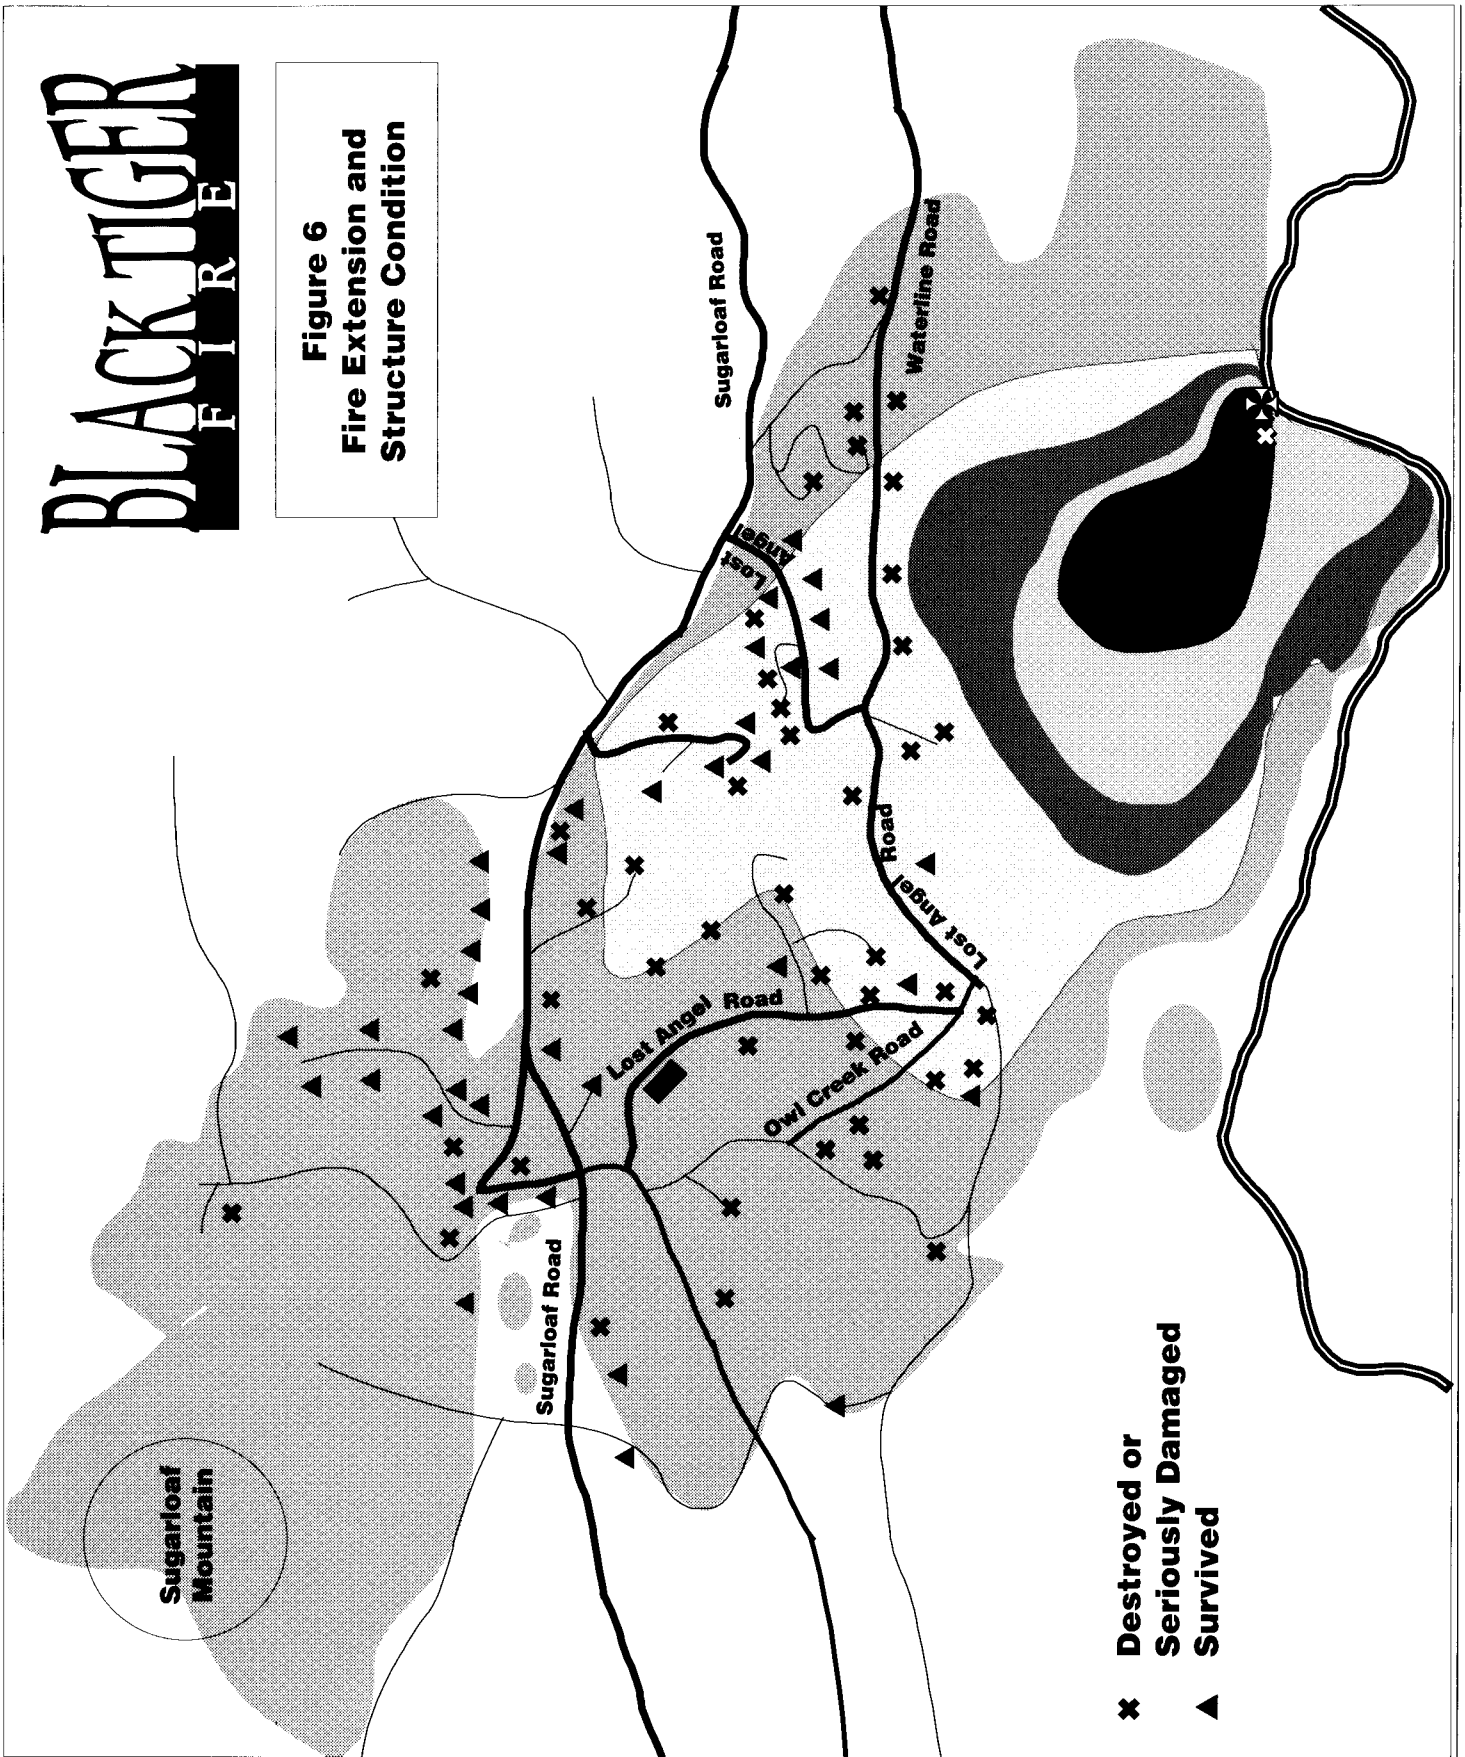 BLACK TIGER
FIRE
Figure 6
Fire Extension and
Structure Condition
Sugarloaf Road
Waterline Road
Lost
Angel
Road
Lost Angel
Lost Angel Road
Owl Creek Road
Sugarloaf Road
Sugarloaf
Mountain
Destroyed or
Seriously Damaged
Survived